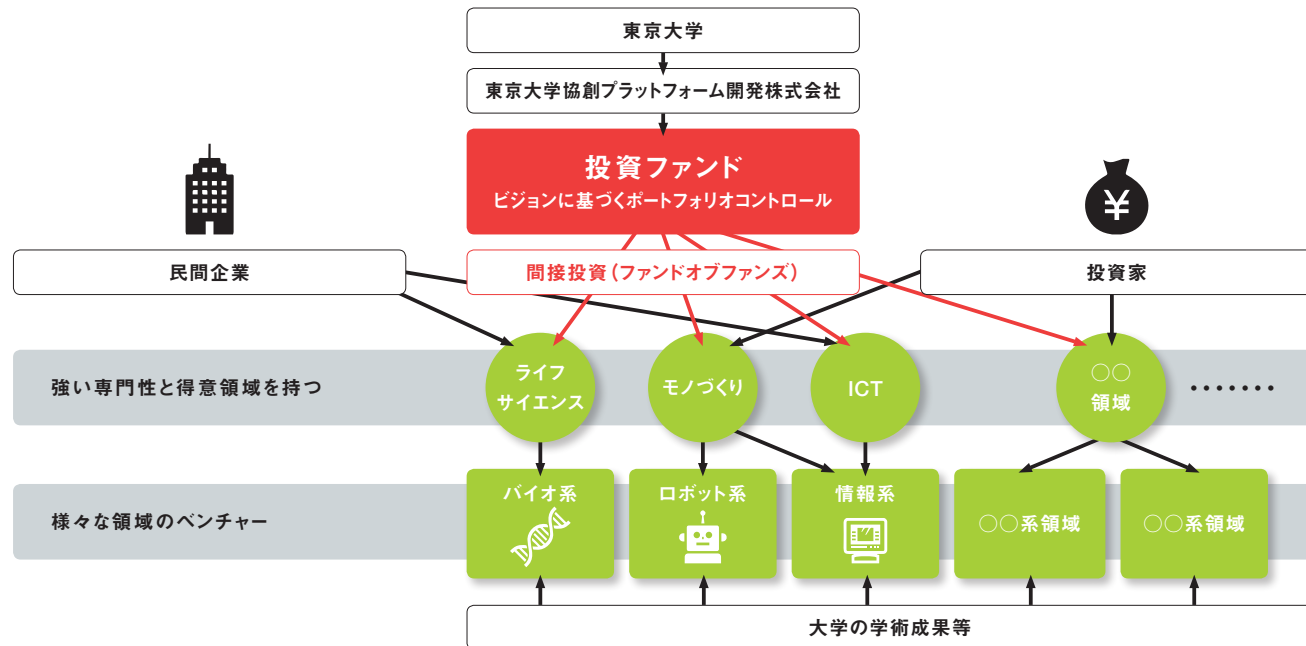 東京大学
東京大学協創プラットフォーム開発株式会社
投資ファンド
ビジョンに基づくポートフォリオコントロール
¥
民間企業
間接投資(ファンドオブファンズ)
投資家
強い専門性と得意領域を持つ
ライフ
サイエンス
モノづくり
ICT
○○
領域
・・・・・・・
様々な領域のベンチャー
バイオ系
ロボット系
情報系
○○系領域
○○系領域
大学の学術成果等